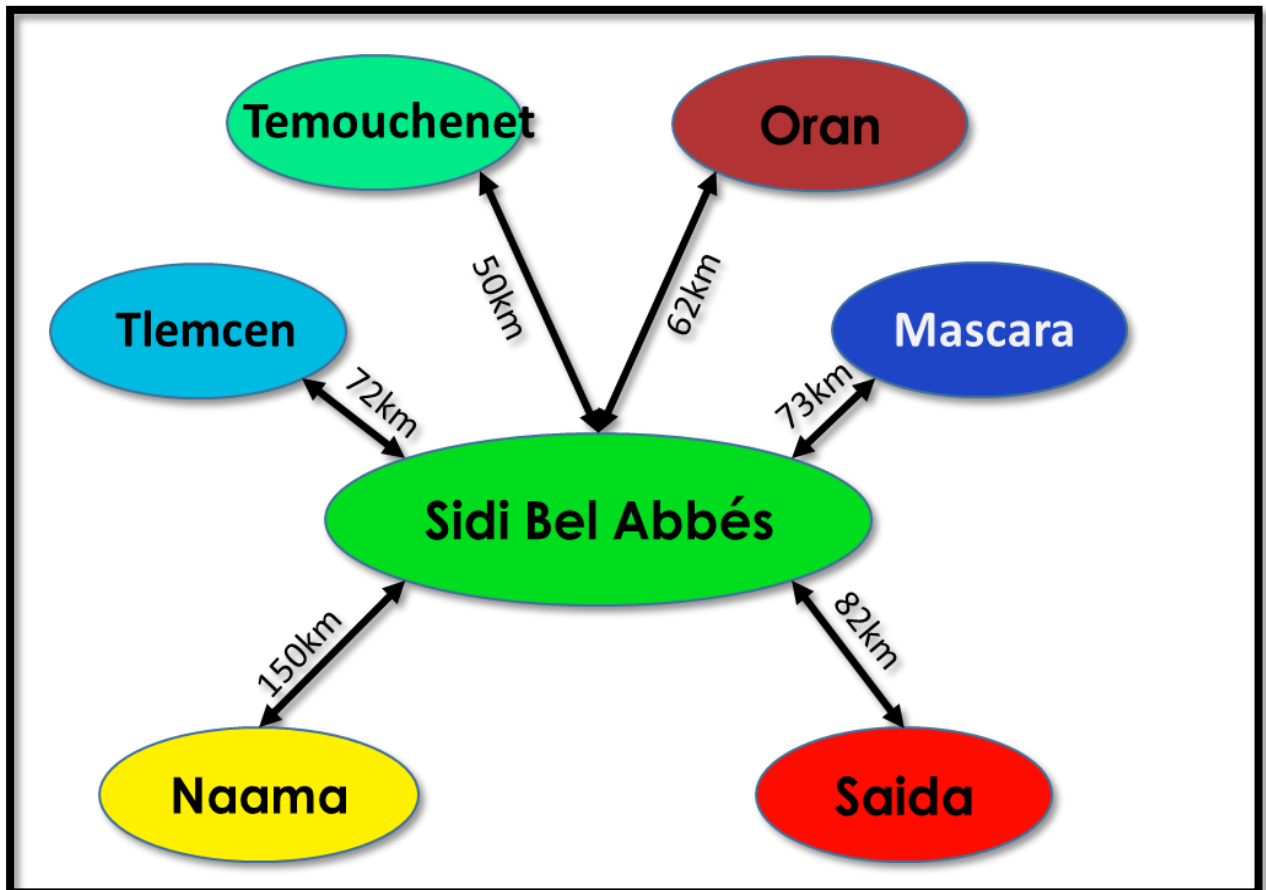 Temouchenet
Oran
50km
62km
Tlemcen
Mascara
72km
73km
Sidi Bel Abbés
150km
82km
Naama
Saida